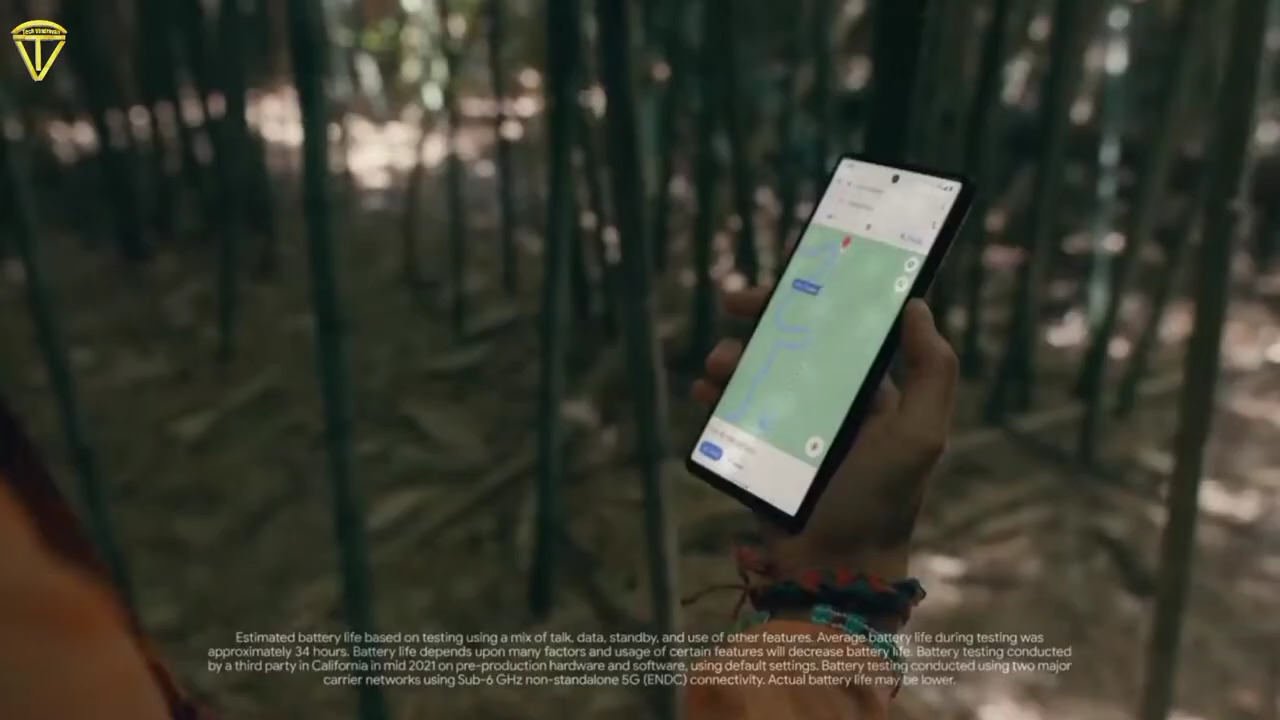 Tech Vindravan
Estimated battery life based on testing using a mix of talk, data, standby, and use of other features. Average battery life during testing was
approximately 34 hours. Battery life depends upon many factors and usage of certain features will decrease battery life. Battery testing conducted
by a third party in California in mid 2021 on pre-production hardware and software, using default settings. Battery testing conducted using two major
carrier networks using Sub-6 GHz non-standalone 5G (ENDC) connectivity. Actual battery life may be lower.